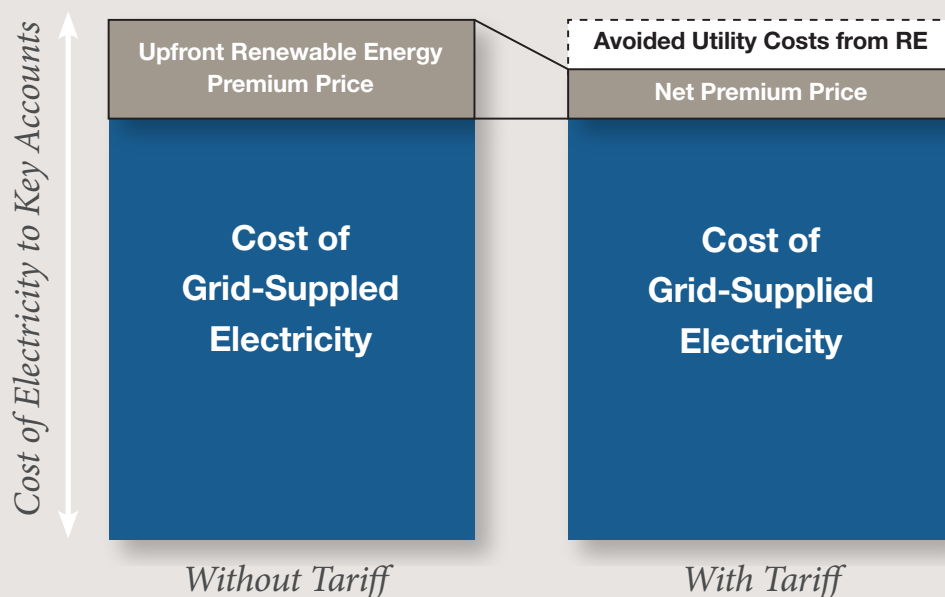 Cost of Electricity to Key Accounts
Upfront Renewable Energy
Premium Price
Cost of
Grid-Suppled
Electricity
Without Tariff
Avoided Utility Costs from RE
Net Premium Price
Cost of
Grid-Supplied
Electricity
With Tariff